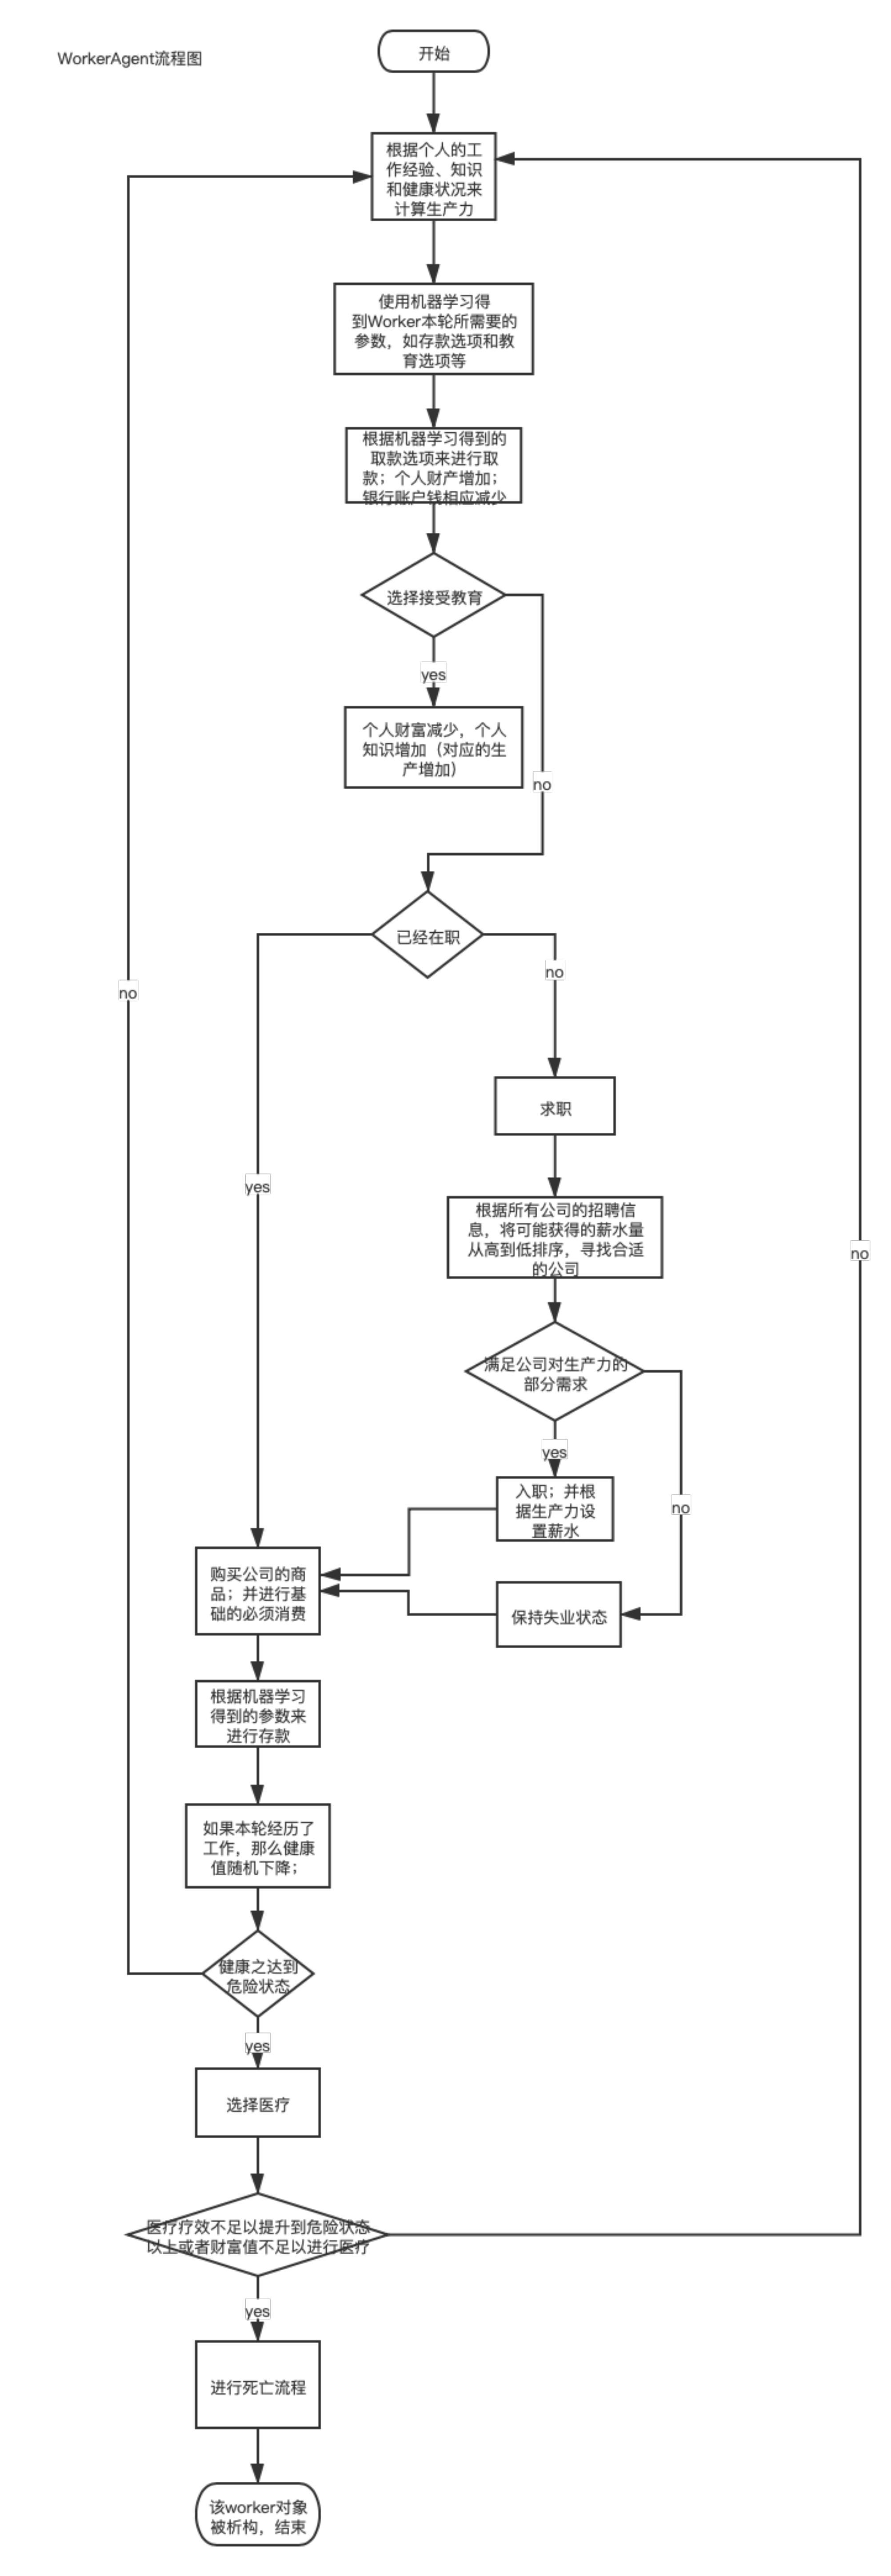 WorkerAgent流程图
开始
根据个人的工
作经验、知识
和健康状况来
计算生产力
使用机器学习得
到Worker本轮所需要的
参数，如存款选项和教
育选项等
根据机器学习得到的
取款选项来进行取
款；个人财产增加；
银行账户钱相应减少
选择接受教育
yes
个人财富减少，个人
知识增加（对应的生
产增加）
no
已经在职
no
no
求职
yes
根据所有公司的招聘信
息，将可能获得的薪水量
从高到低排序，寻找合适
的公司
no
满足公司对生产力的
部分需求
yes
入职；并根
据生产力设
置薪水
no
购买公司的商
品；并进行基
础的必须消费
保持失业状态
根据机器学习
得到的参数来
进行存款
如果本轮经历了
工作，那么健康
值随机下降；
健康之达到
危险状态
yes
选择医疗
医疗疗效不足以提升到危险状态
以上或者财富值不足以进行医疗
yes
进行死亡流程
该worker对象
被析构，结束